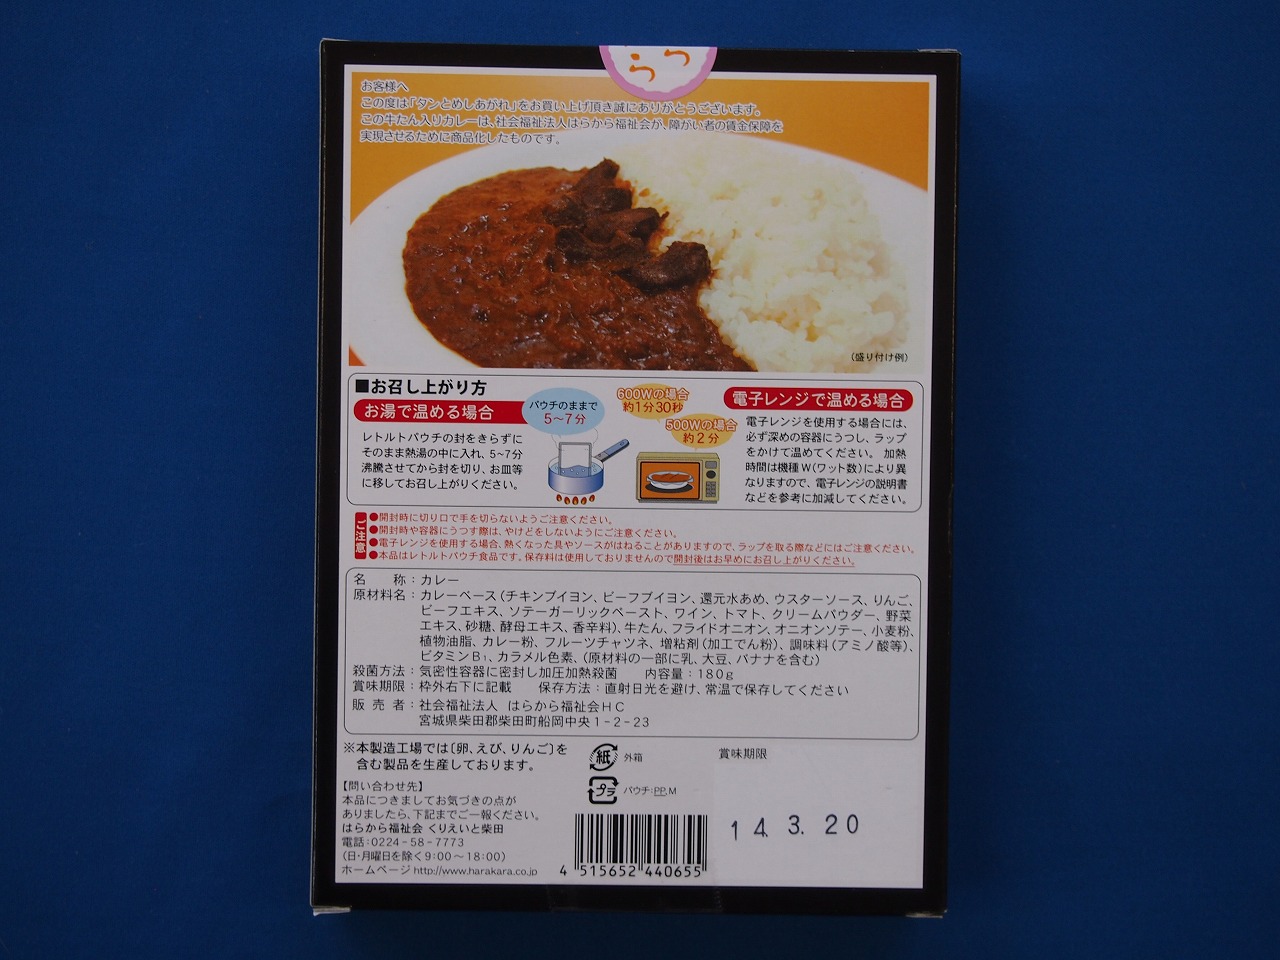 らつ
お客様へ
この度は「タンとめしあがれ」をお買い上げ頂き誠にありがとうございます。
この牛たん入りカレーは、社会福祉法人はらから福祉会が、障がい者の賃金保障を
実現させるために商品化したものです。
(盛り付け例)
■お召し上がり方
お湯で温める場合
パウチのままで
5~7分
レトルトパウチの封をきらずに
そのまま熱湯の中に入れ、5~7分
沸騰させてから封を切り、お皿等
に移してお召し上がりください。
600Wの場合
約1分30秒
500Wの場合
約2分
電子レンジで温める場合
電子レンジを使用する場合には、
必ず深めの容器にうつし、ラップ
をかけて温めてください。加熱
時間は機種W(ワット数)により異
なりますので、電子レンジの説明書
などを参考に加減してください。
ご注意
●開封時に切り口で手を切らないようご注意ください。
●開封時や容器にうつす際は、やけどをしないようにご注意ください。
●電子レンジを使用する場合、熱くなった具やソースがはねることがありますので、ラップを取る際などにはご注意ください。
●本品はレトルトパウチ食品です。保存料は使用しておりませんので開封後はお早めにお召し上がりください。
名 称:カレー
原材料名:カレーベース(チキンブイヨン、ビーフブイヨン、還元水あめ、ウスターソース、りんご、
ビーフエキス、ソテーガーリックペースト、ワイン、トマト、クリームパウダー、野菜
エキス、砂糖、酵母エキス、香辛料)、牛たん、フライドオニオン、オニオンソテー、小麦粉、
植物油脂、カレー粉、フルーツチャツネ、増粘剤(加工でん粉)、調味料(アミノ酸等)、
ビタミンB₁、カラメル色素、(原材料の一部に乳、大豆、バナナを含む)
殺菌方法:気密性容器に密封し加圧加熱殺菌 内容量:180g
賞味期限:枠外右下に記載 保存方法:直射日光を避け、常温で保存してください
販売者:社会福祉法人 はらから福祉会HC
宮城県柴田郡柴田町船岡中央1-2-23
※本製造工場では〔卵、えび、りんご〕を
含む製品を生産しております。
【問い合わせ先】
本品につきましてお気づきの点が
ありましたら、下記までご一報ください。
はらから福祉会 くりえいと柴田
電話:0224-58-7773
(日・月曜日を除く9:00~18:00)
ホームページ http://www.harakara.co.jp
紙 外箱
プラ パウチ:PP,M
4 515652 440655
賞味期限
14. 3. 20